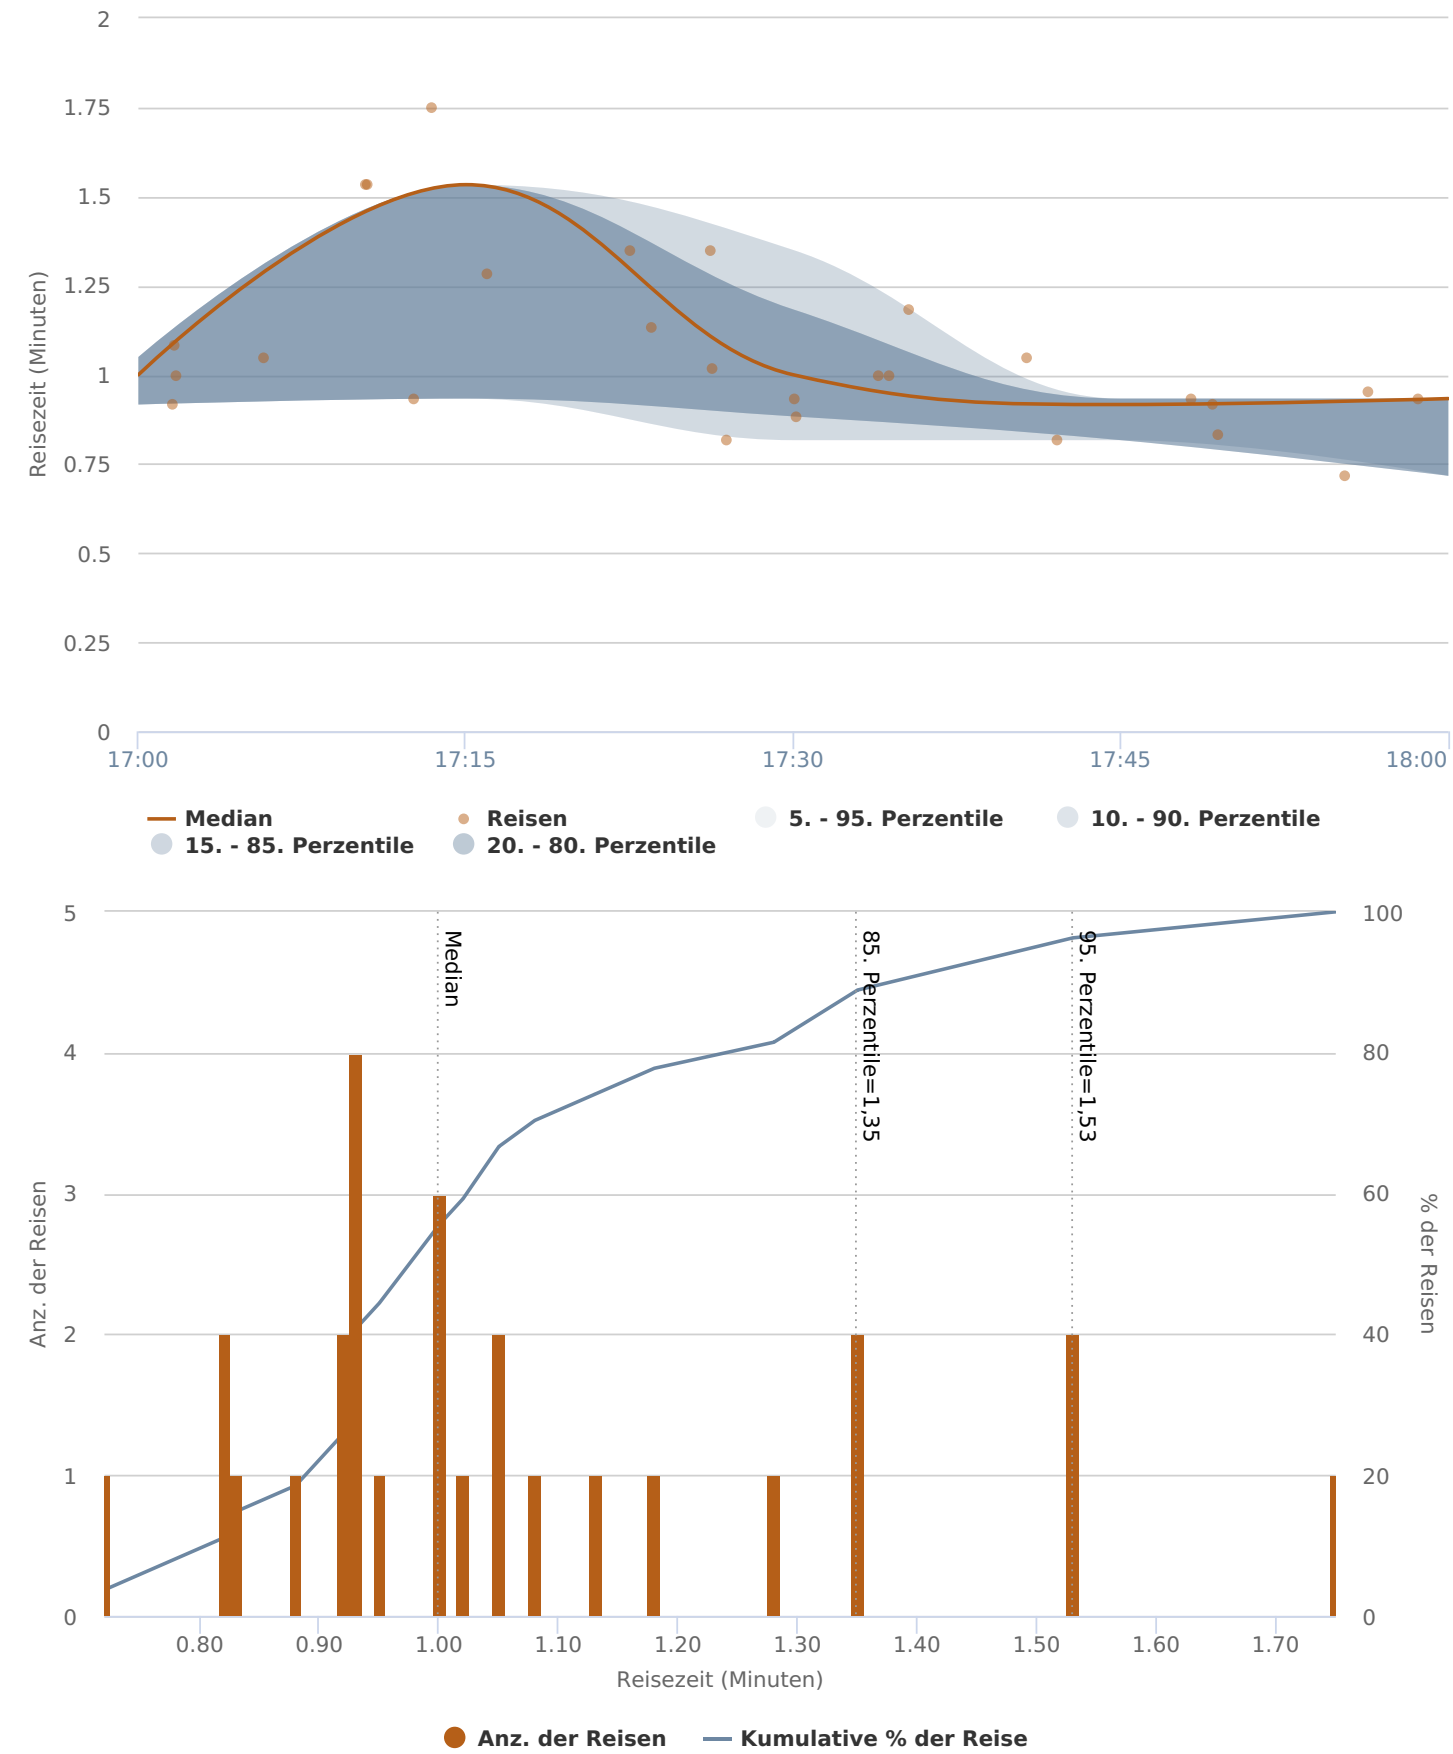 2
1.75
1.5
1.25
1
0.75
0.5
0.25
0
Reisezeit (Minuten)
17:00 17:15 17:30 17:45 18:00
Median Reisen 5. - 95. Perzentile 10. - 90. Perzentile
15. - 85. Perzentile 20. - 80. Perzentile
5 100
4 80
3 60
2 40
1 20
0 0
Anz. der Reisen
% der Reisen
Median
85. Perzentile=1,35
95. Perzentile=1,53
0.80 0.90 1.00 1.10 1.20 1.30 1.40 1.50 1.60 1.70
Reisezeit (Minuten)
Anz. der Reisen Kumulative % der Reise